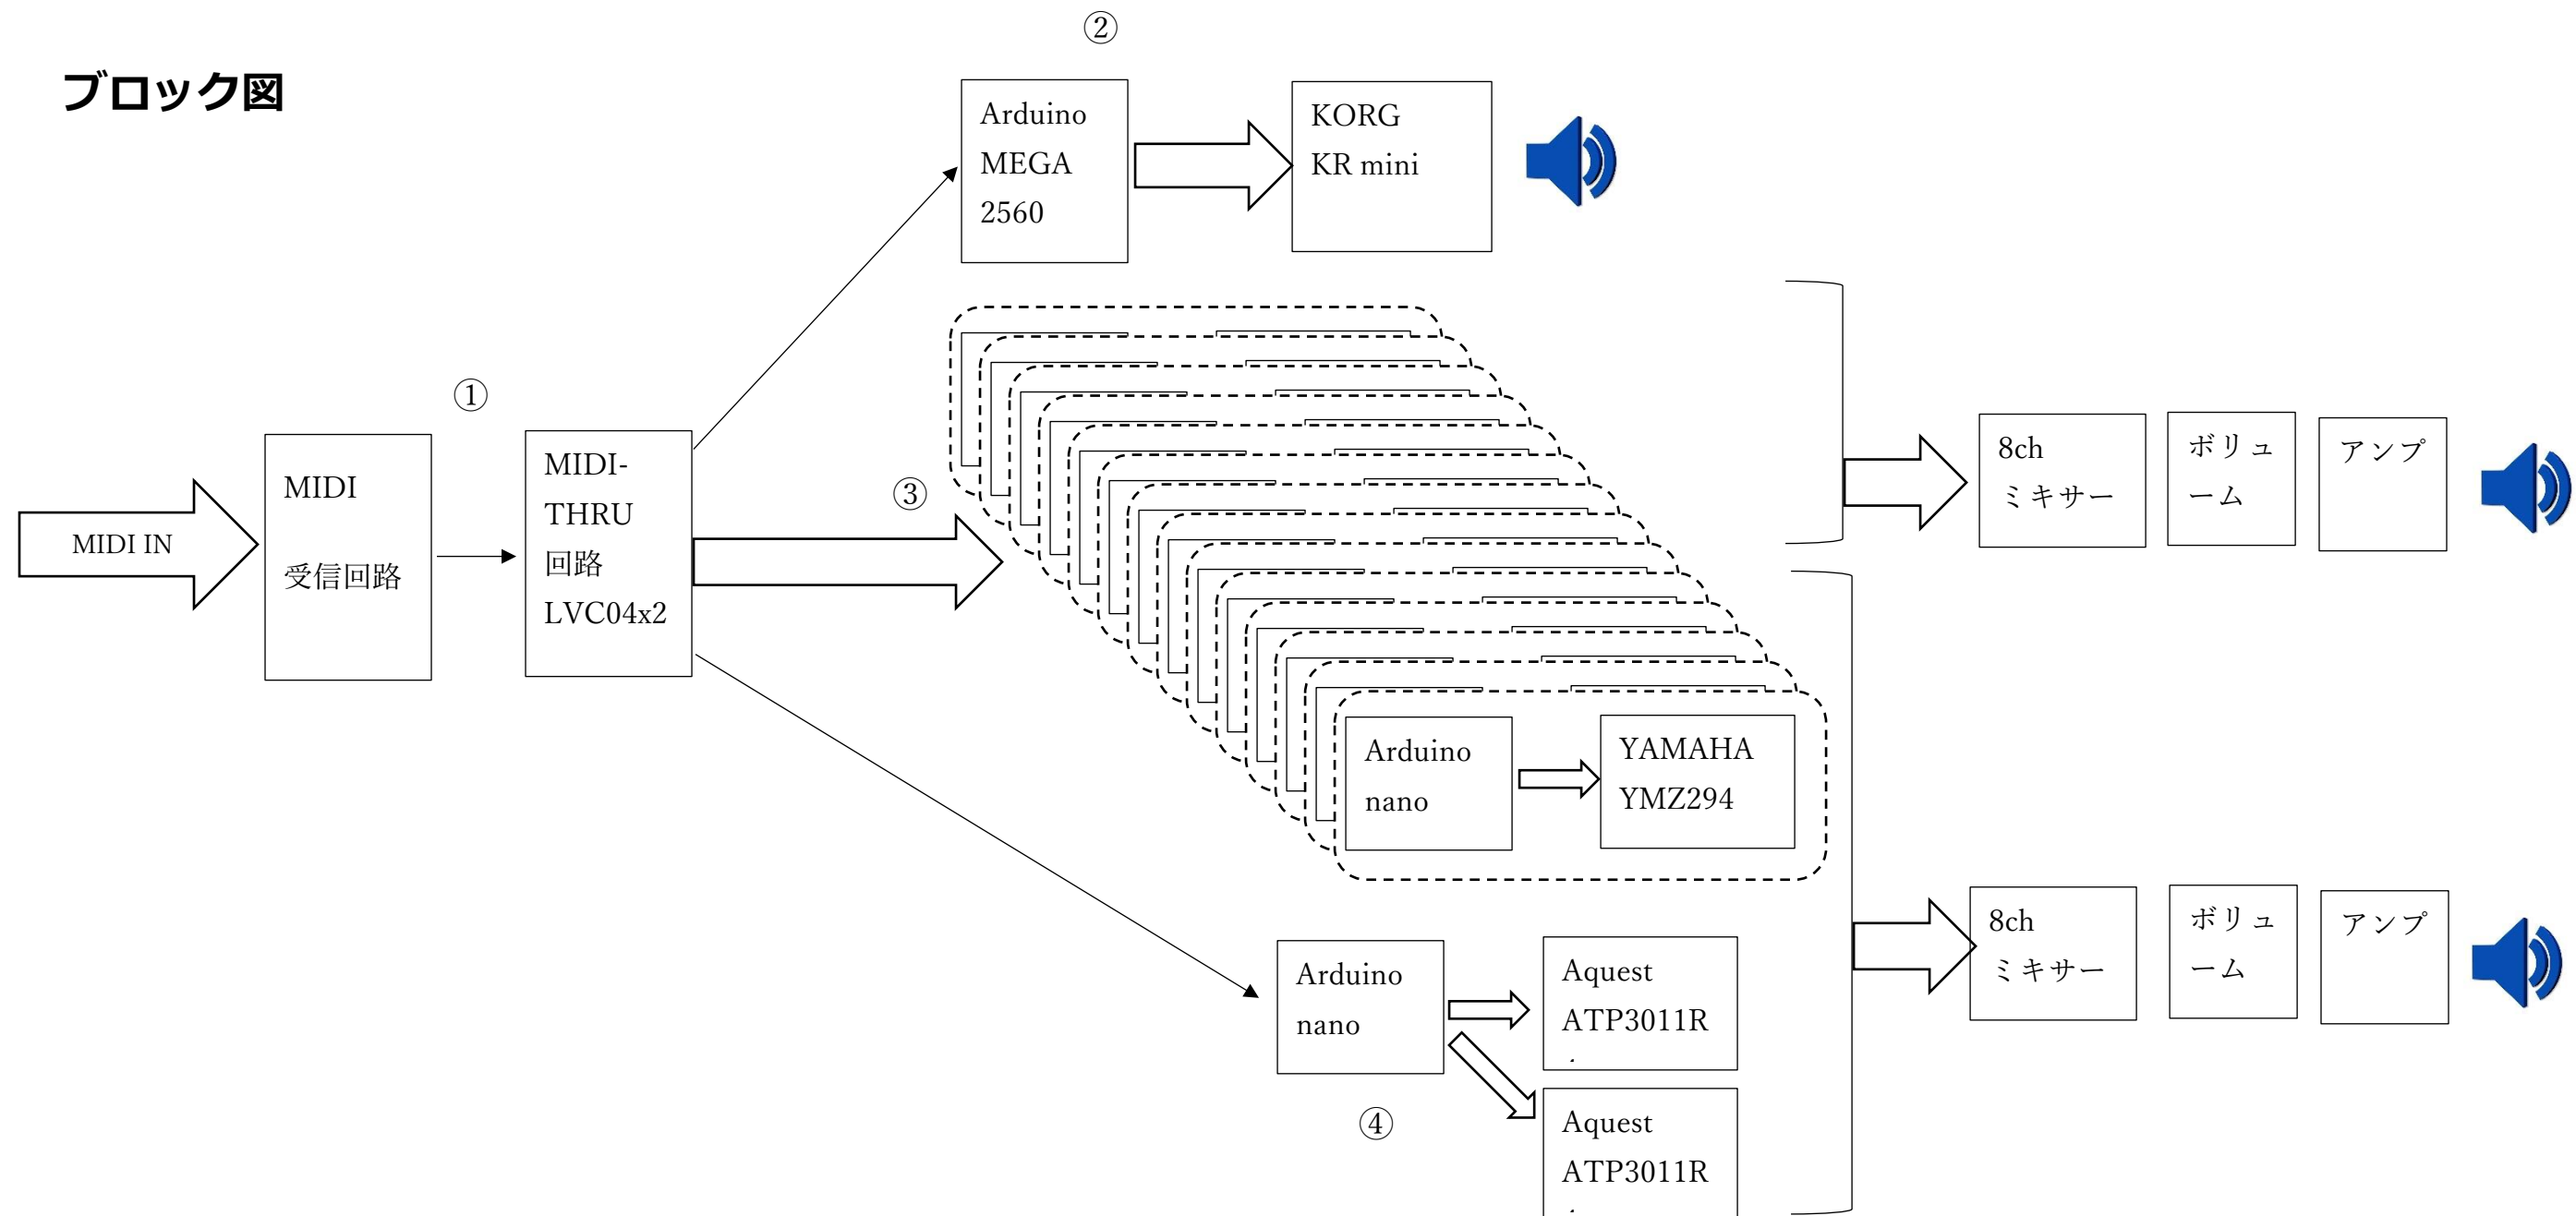 ブロック図
②
Arduino
MEGA
2560
KORG
KR mini
①
MIDI IN
MIDI
受信回路
MIDI-
THRU
回路
LVC04x2
③
Arduino
nano
YAMAHA
YMZ294
8ch
ミキサー
ボリュ
ーム
アンプ
Arduino
nano
④
Aquest
ATP3011R
Aquest
ATP3011R
8ch
ミキサー
ボリュ
ーム
アンプ